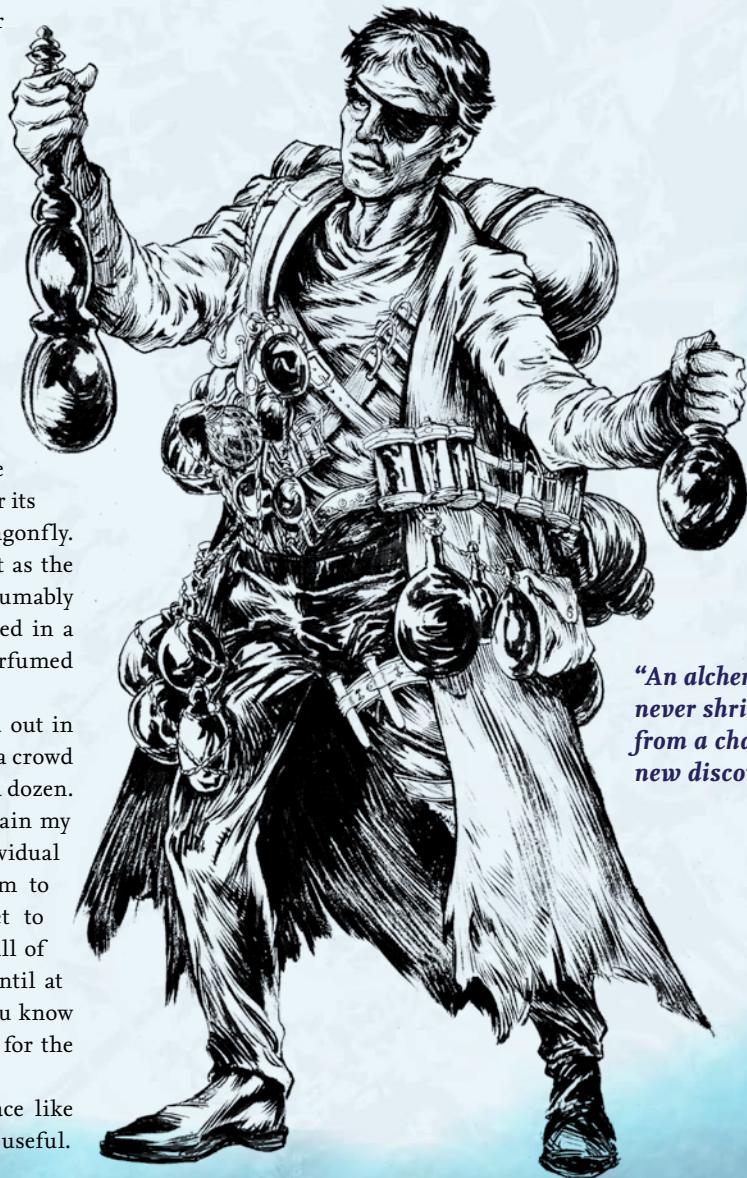 r
e
r its
gonfly.
t as the
umably
ed in a
rfumed
out in
a crowd
dozen.
ain my
vidual
m to
et to
ll of
ntil at
u know
for the
ce like
useful.
“An alchem
never shri
from a cha
new discov